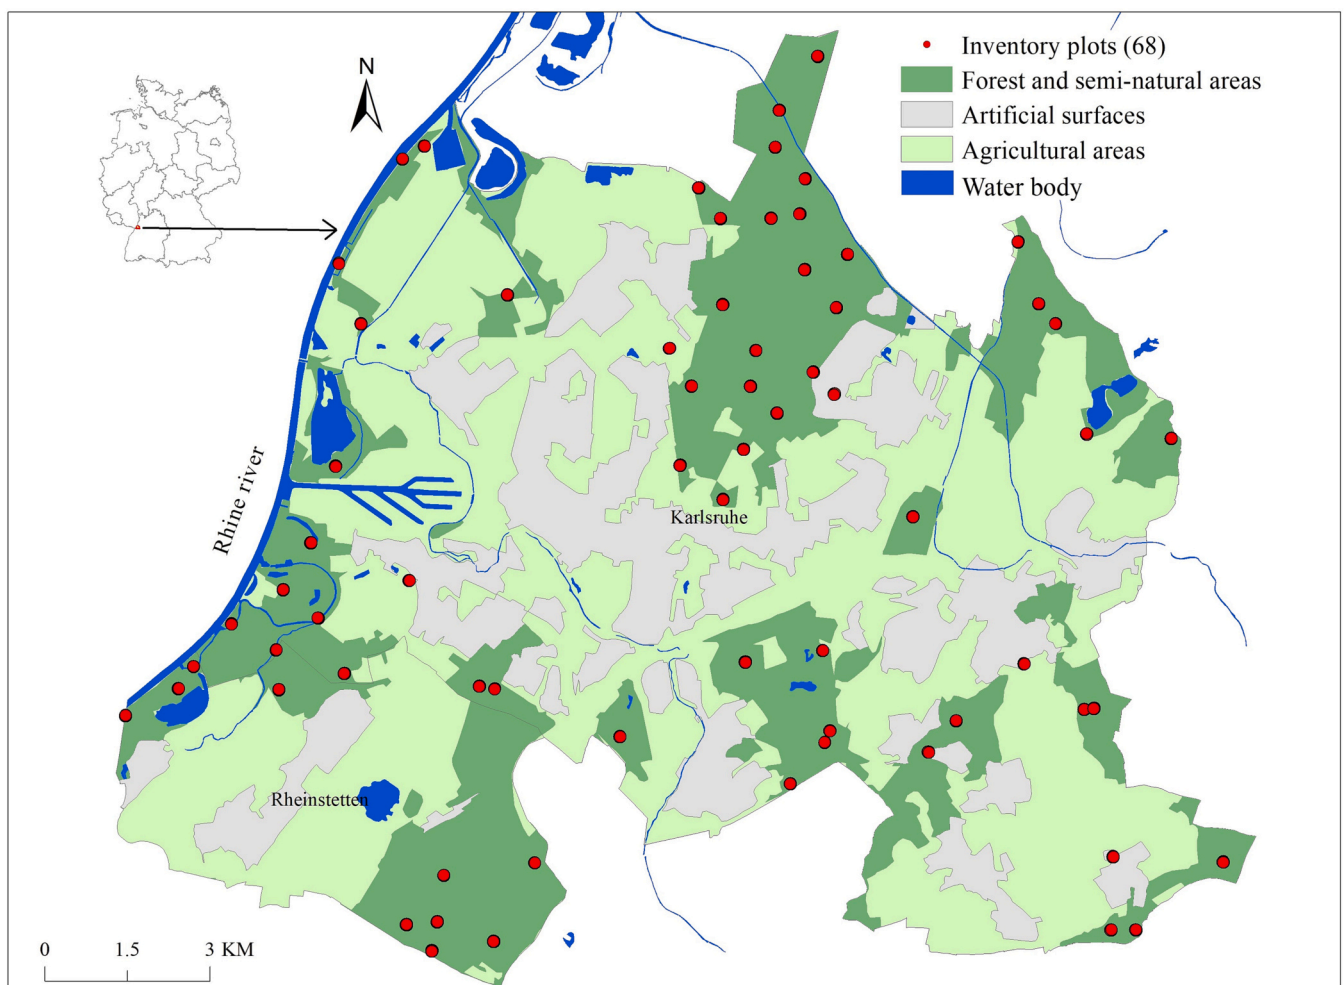 N
Inventory plots (68)
Forest and semi-natural areas
Artificial surfaces
Agricultural areas
Water body
Rhine river
Karlsruhe
Rheinstetten
0 1.5 3 KM